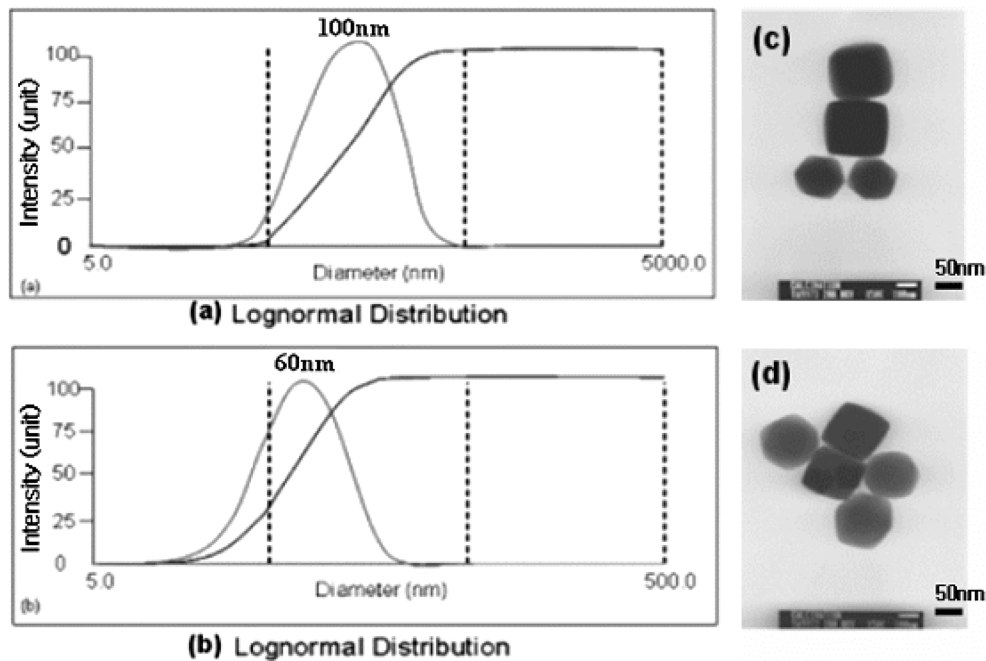 100nm
100
75
50
25
0
Intensity (unit)
5.0
5000.0
Diameter (nm)
(a)
(a) Lognormal Distribution
(c)
50nm
60nm
100
75
50
25
0
Intensity (unit)
5.0
500.0
Diameter (nm)
(b)
(b) Lognormal Distribution
(d)
50nm